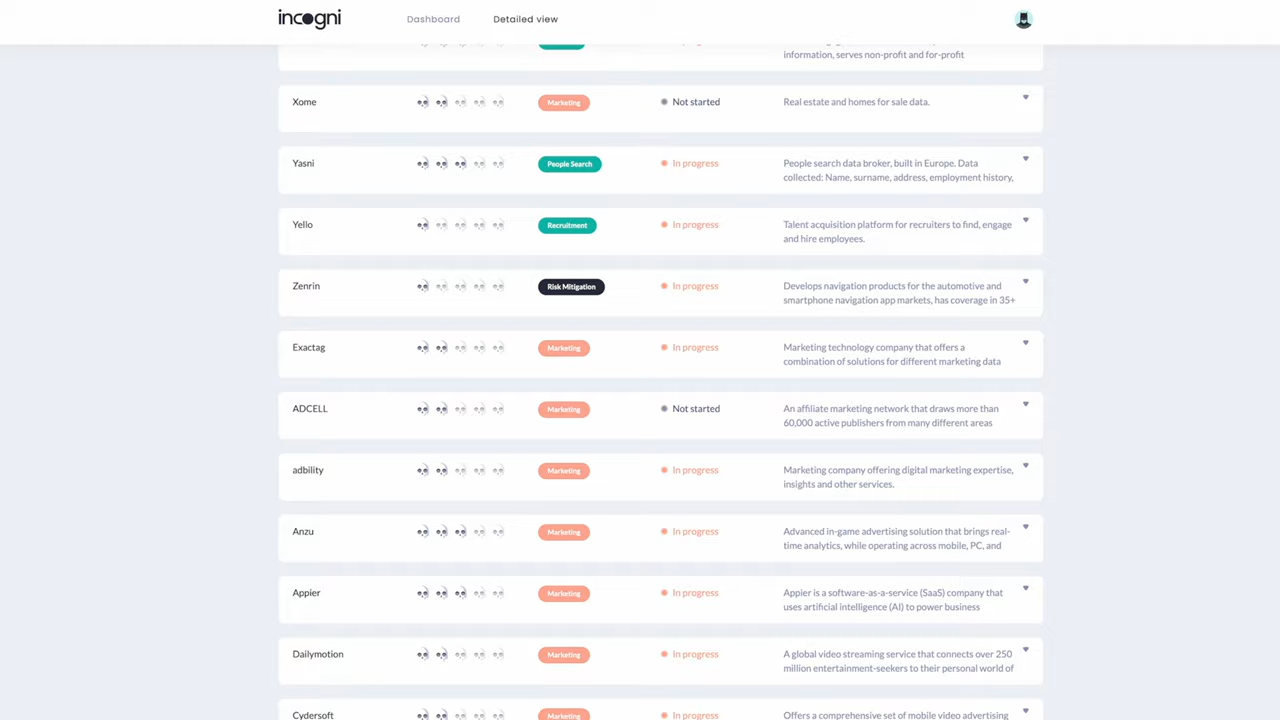 incogni Dashboard Detailed view
information, serves non-profit and for-profit
Xome Marketing Not started Real estate and homes for sale data.
Yasni People Search In progress People search data broker, built in Europe. Data
collected: Name, surname, address, employment history,
Yello Recruitment In progress Talent acquisition platform for recruiters to find, engage
and hire employees.
Zenrin Risk Mitigation In progress Develops navigation products for the automotive and
smartphone navigation app markets, has coverage in 35+
Exactag Marketing In progress Marketing technology company that offers a
combination of solutions for different marketing data
ADCELL Marketing Not started An affiliate marketing network that draws more than
60,000 active publishers from many different areas
adbility Marketing In progress Marketing company offering digital marketing expertise,
insights and other services.
Anzu Marketing In progress Advanced in-game advertising solution that brings real-
time analytics, while operating across mobile, PC, and
Appier Marketing In progress Appier is a software-as-a-service (SaaS) company that
uses artificial intelligence (AI) to power business
Dailymotion Marketing In progress A global video streaming service that connects over 250
million entertainment-seekers to their personal world of
Cydersoft Marketing In progress Offers a comprehensive set of mobile video advertising